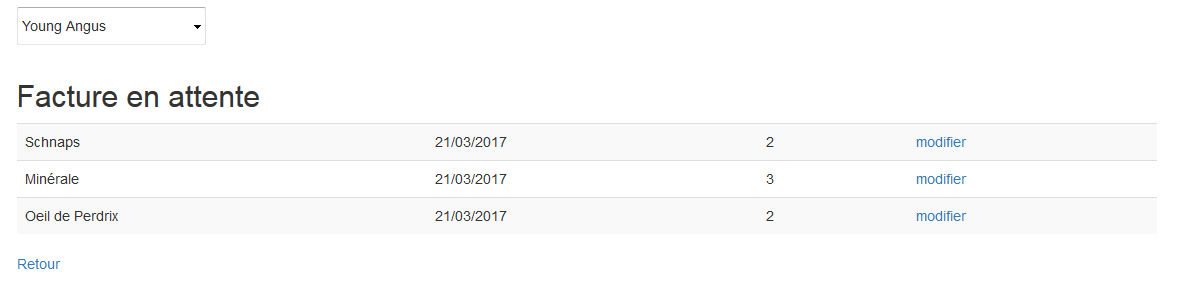 Young Angus
Facture en attente
Schnaps 21/03/2017 2 modifier
Minérale 21/03/2017 3 modifier
Oeil de Perdrix 21/03/2017 2 modifier
Retour